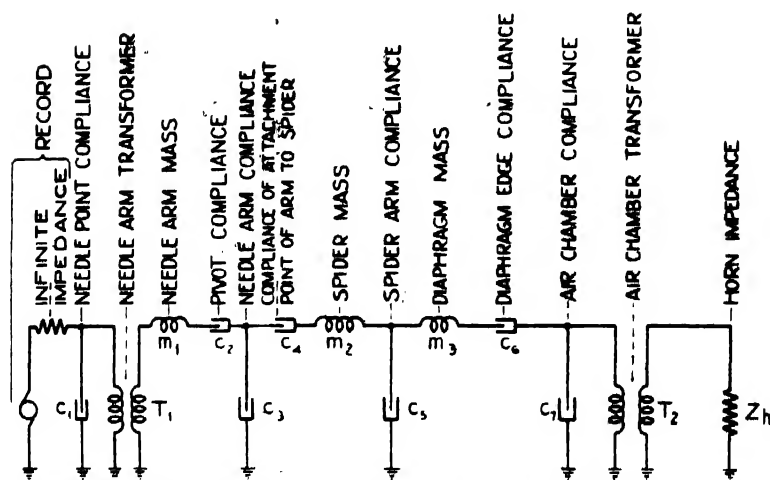 RECORD
INFINITE
IMPEDANCE
NEEDLE POINT COMPLIANCE
NEEDLE ARM TRANSFORMER
NEEDLE ARM MASS
PIVOT COMPLIANCE
NEEDLE ARM COMPLIANCE
COMPLIANCE OF ATTACHMENT
POINT OF ARM TO SPIDER
SPIDER MASS
SPIDER ARM COMPLIANCE
DIAPHRAGM MASS
DIAPHRAGM EDGE COMPLIANCE
AIR CHAMBER COMPLIANCE
AIR CHAMBER TRANSFORMER
HORN IMPEDANCE
m₁
C₂
C₄
m₂
m₃
C₆
C₁
T₁
C₃
C₅
C₇
T₂
Zh